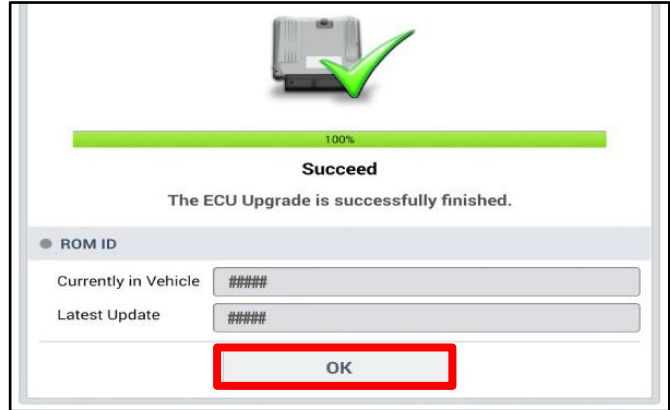 100%
Succeed
The ECU Upgrade is successfully finished.
ROM ID
Currently in Vehicle #####
Latest Update #####
OK